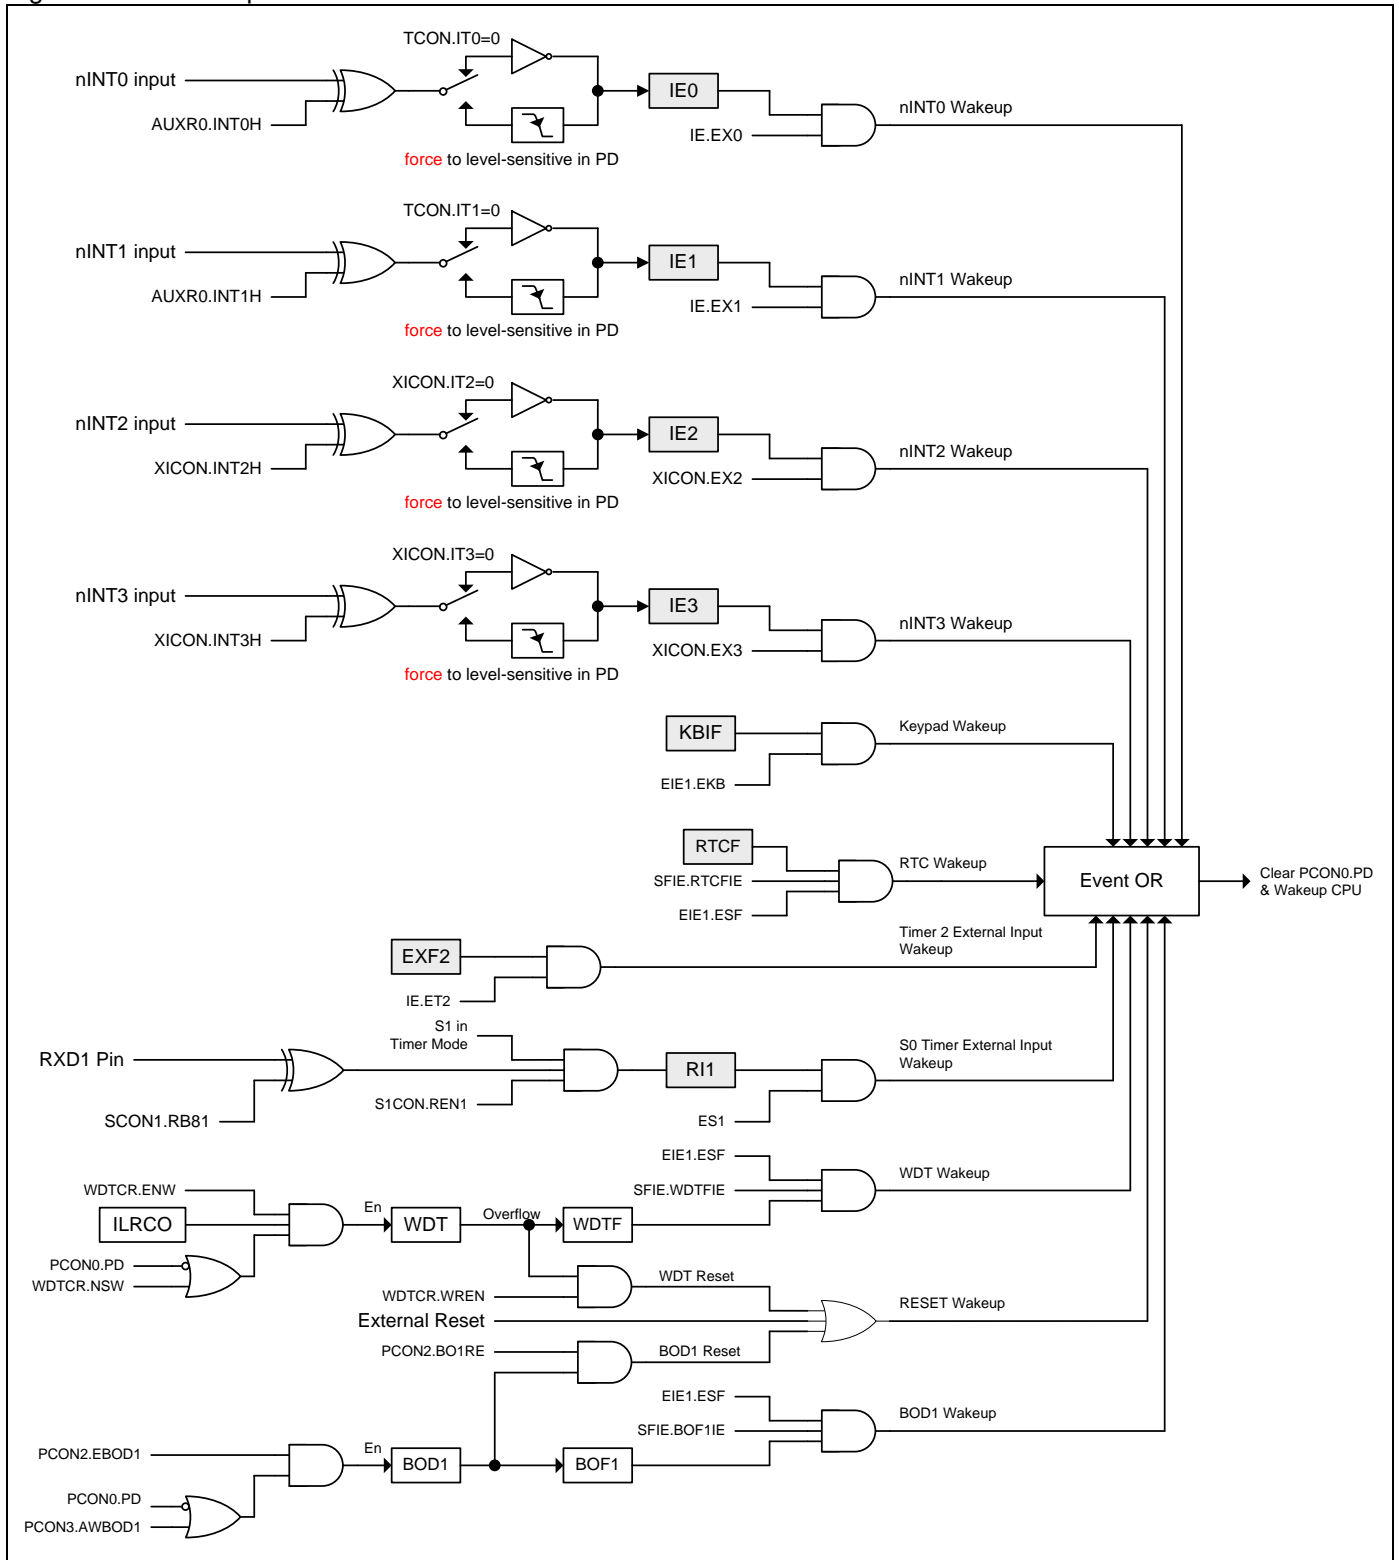 TCON.IT0=0
nINT0 input
AUXR0.INT0H
IE0
IE.EX0
nINT0 Wakeup
force to level-sensitive in PD
TCON.IT1=0
nINT1 input
AUXR0.INT1H
IE1
IE.EX1
nINT1 Wakeup
force to level-sensitive in PD
XICON.IT2=0
nINT2 input
XICON.INT2H
IE2
XICON.EX2
nINT2 Wakeup
force to level-sensitive in PD
XICON.IT3=0
nINT3 input
XICON.INT3H
IE3
XICON.EX3
nINT3 Wakeup
force to level-sensitive in PD
KBIF
EIE1.EKB
Keypad Wakeup
RTCF
SFIE.RTCFIE
EIE1.ESF
RTC Wakeup
Event OR
Clear PCON0.PD
& Wakeup CPU
EXF2
IE.ET2
Timer 2 External Input
Wakeup
S1 in
Timer Mode
RXD1 Pin
SCON1.RB81
S1CON.REN1
RI1
ES1
S0 Timer External Input
Wakeup
EIE1.ESF
SFIE.WDTFIE
WDT Wakeup
WDTCR.ENW
ILRCO
PCON0.PD
WDTCR.NSW
En
WDT
Overflow
WDTF
WDTCR.WREN
WDT Reset
External Reset
RESET Wakeup
PCON2.BO1RE
BOD1 Reset
EIE1.ESF
SFIE.BOF1IE
BOD1 Wakeup
PCON2.EBOD1
PCON0.PD
PCON3.AWBOD1
En
BOD1
BOF1